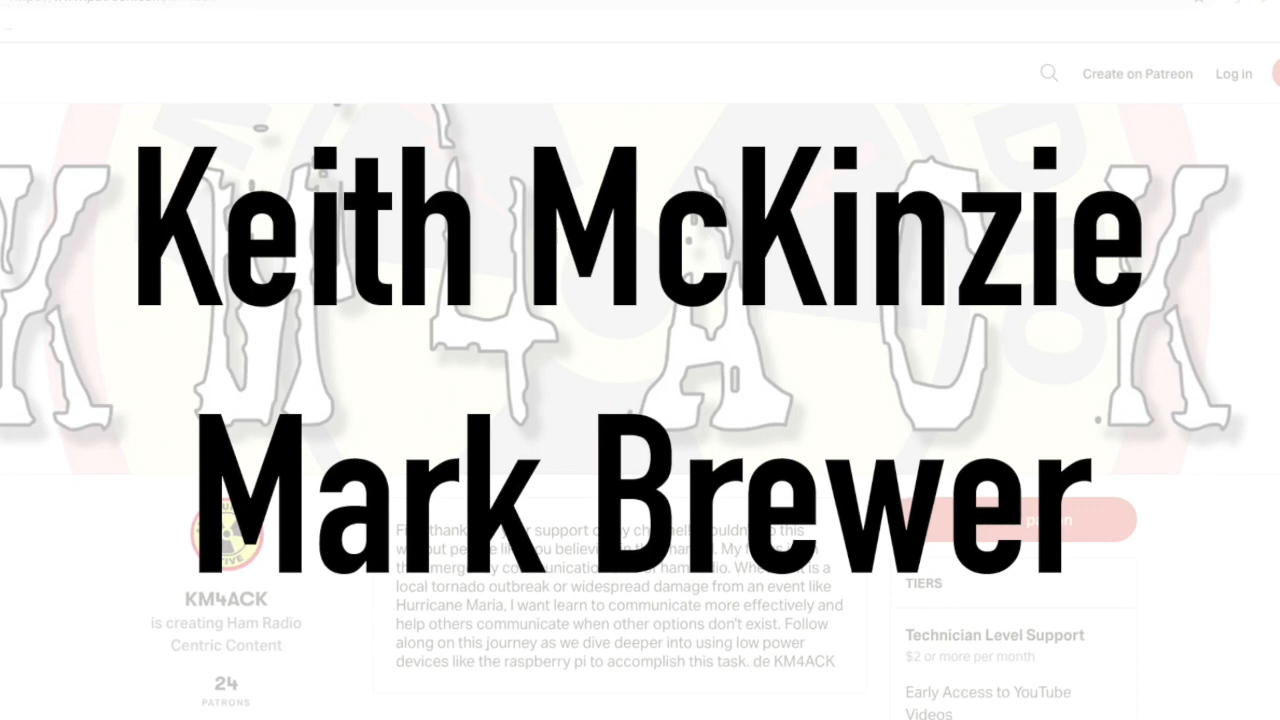 Create on Patreon
Log in
KM4ACK
Keith McKinzie
Mark Brewer
support
this
is a
local tornado outbreak or widespread damage from an event like
Hurricane Maria, I want learn to communicate more effectively and
help others communicate when other options don't exist. Follow
along on this journey as we dive deeper into using low power
devices like the raspberry pi to accomplish this task. de KM4ACK
KM4ACK
is creating Ham Radio
Centric Content
24
PATRONS
TIERS
Technician Level Support
$2 or more per month
Early Access to YouTube
Videos